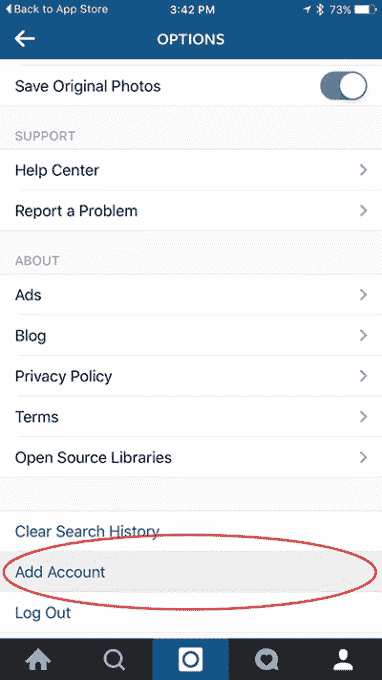 Back to App Store 3:42 PM 73%
OPTIONS
Save Original Photos
SUPPORT
Help Center
Report a Problem
ABOUT
Ads
Blog
Privacy Policy
Terms
Open Source Libraries
Clear Search History
Add Account
Log Out